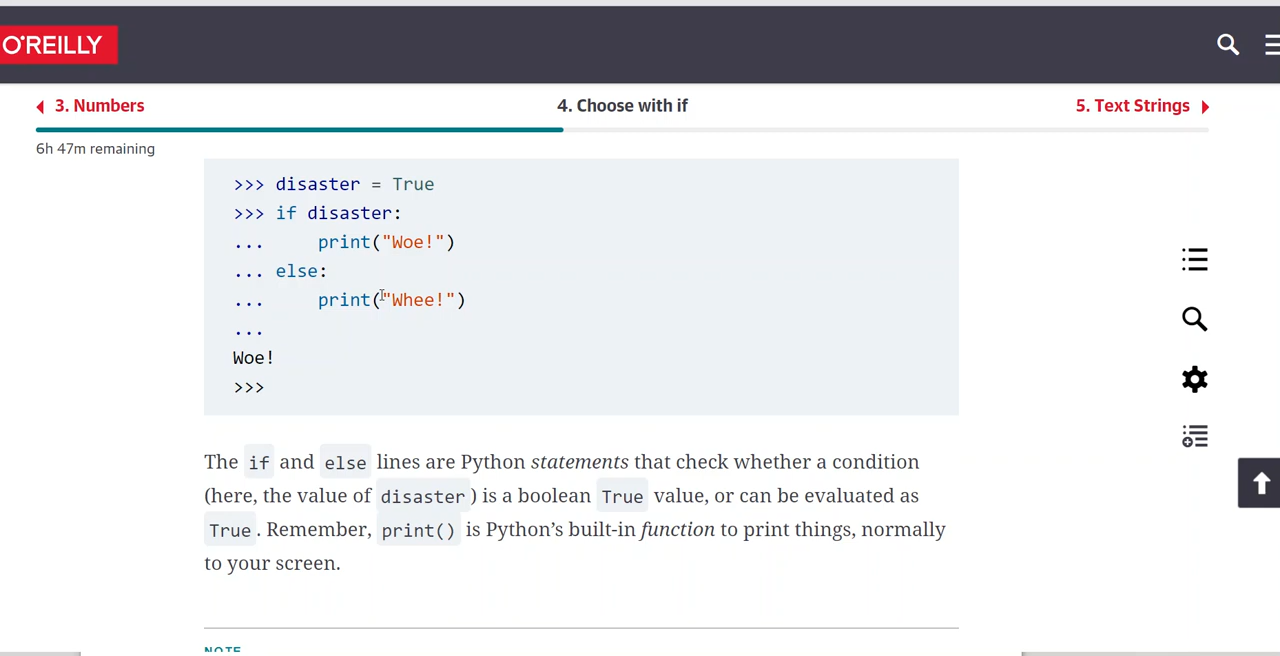 O'REILLY
3. Numbers
4. Choose with if
5. Text Strings
6h 47m remaining
>>> disaster = True
>>> if disaster:
...     print("Woe!")
... else:
...     print("Whee!")
...
Woe!
>>>
The if and else lines are Python statements that check whether a condition
(here, the value of disaster) is a boolean True value, or can be evaluated as
True. Remember, print() is Python’s built-in function to print things, normally
to your screen.
NOTE